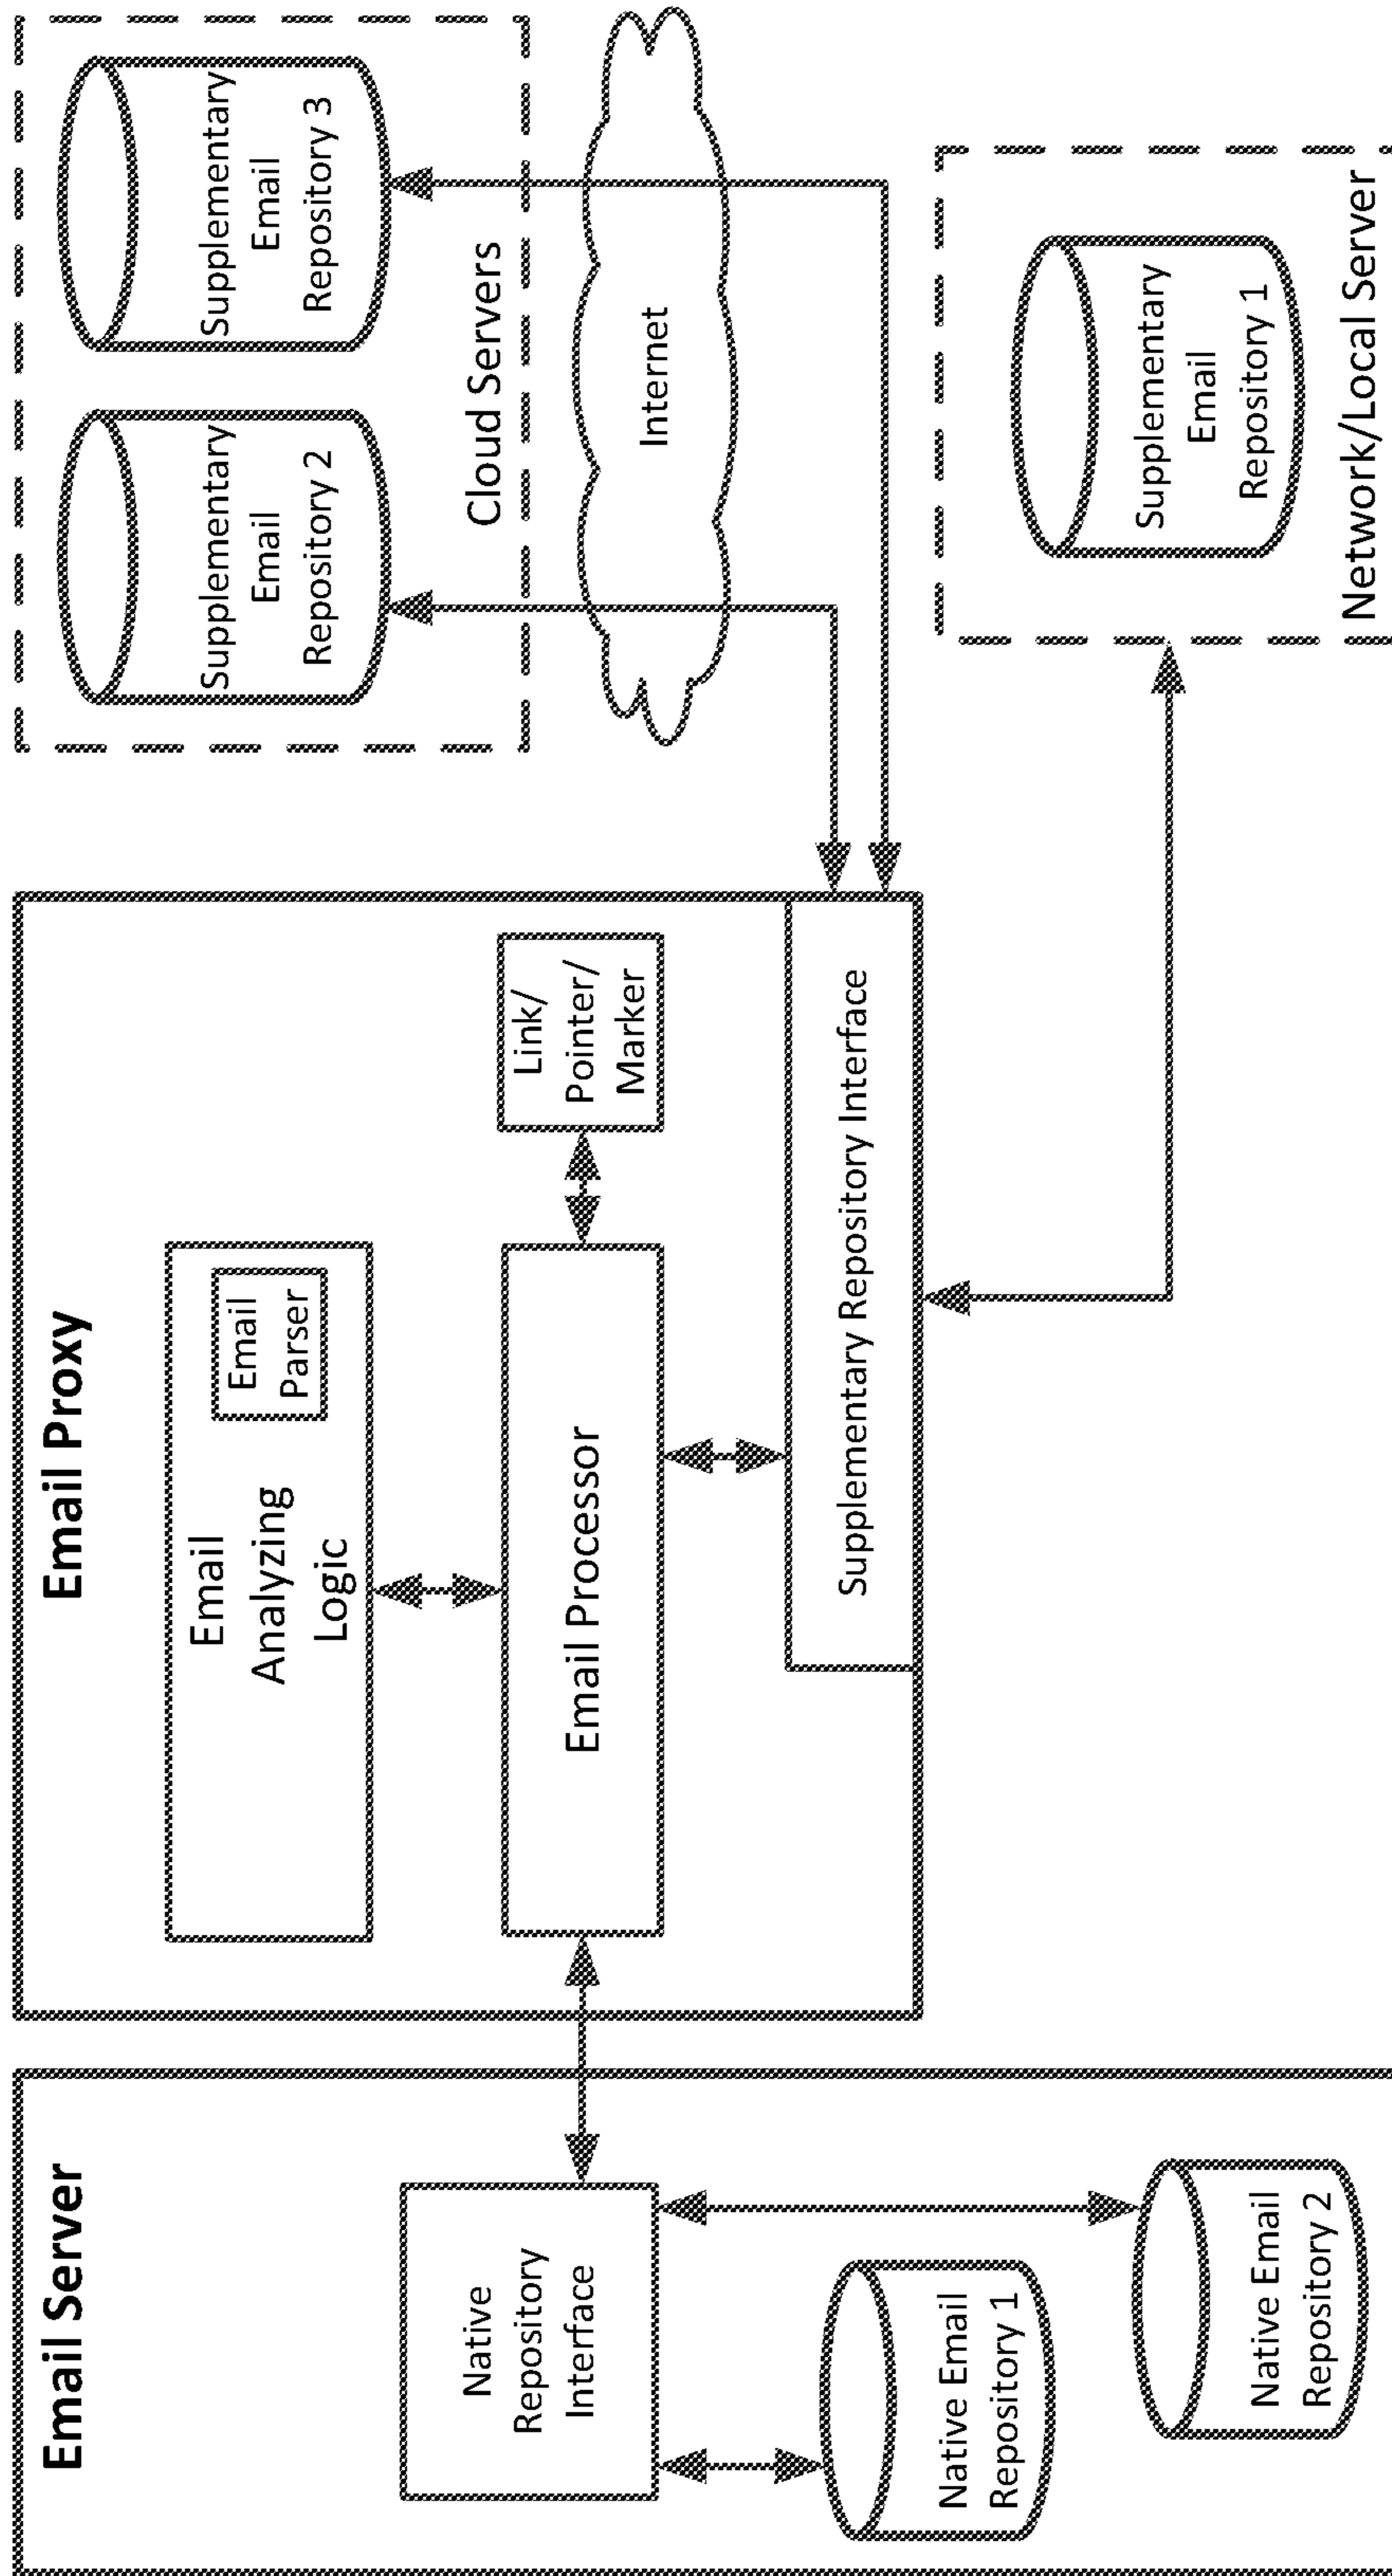 Email Server
Native
Repository
Interface
Native Email
Repository 1
Native Email
Repository 2
Email Proxy
Email
Analyzing
Logic
Email
Parser
Email Processor
Link/
Pointer/
Marker
Supplementary Repository Interface
Supplementary
Email
Repository 2
Supplementary
Email
Repository 3
Cloud Servers
Internet
Supplementary
Email
Repository 1
Network/Local Server